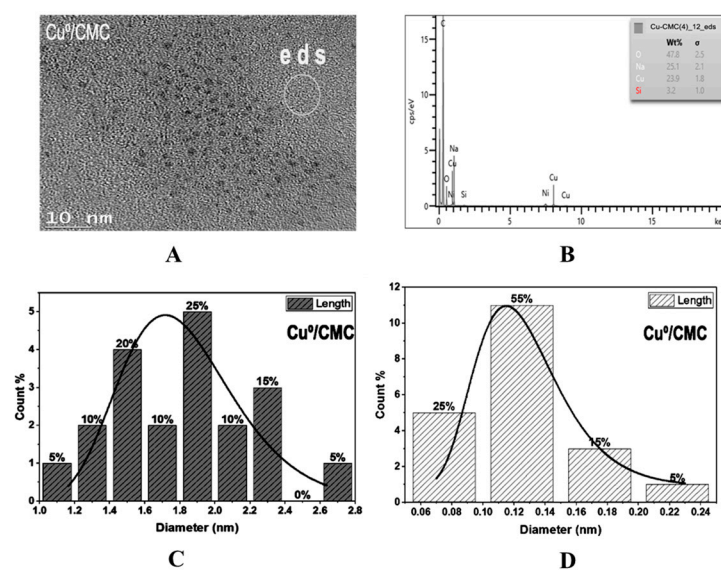 Cu⁰/CMC
eds
10 nm
A
Cu-CMC(4)_12_eds
Wt% σ
O 47.8 2.5
Na 25.1 2.1
Cu 23.9 1.8
Si 3.2 1.0
cps/eV
15
10
5
0
C
Na
Cu
O
Ni Si
Cu
Ni Cu
0 5 10 15 ke
B
Length
Cu⁰/CMC
Count %
5
4
3
2
1
0
5% 10% 20% 10% 25% 10% 15% 0% 5%
1.0 1.2 1.4 1.6 1.8 2.0 2.2 2.4 2.6 2.8
Diameter (nm)
C
Length
Cu⁰/CMC
Count %
12
10
8
6
4
2
0
25% 55% 15% 5%
0.06 0.08 0.10 0.12 0.14 0.16 0.18 0.20 0.22 0.24
Diameter (nm)
D